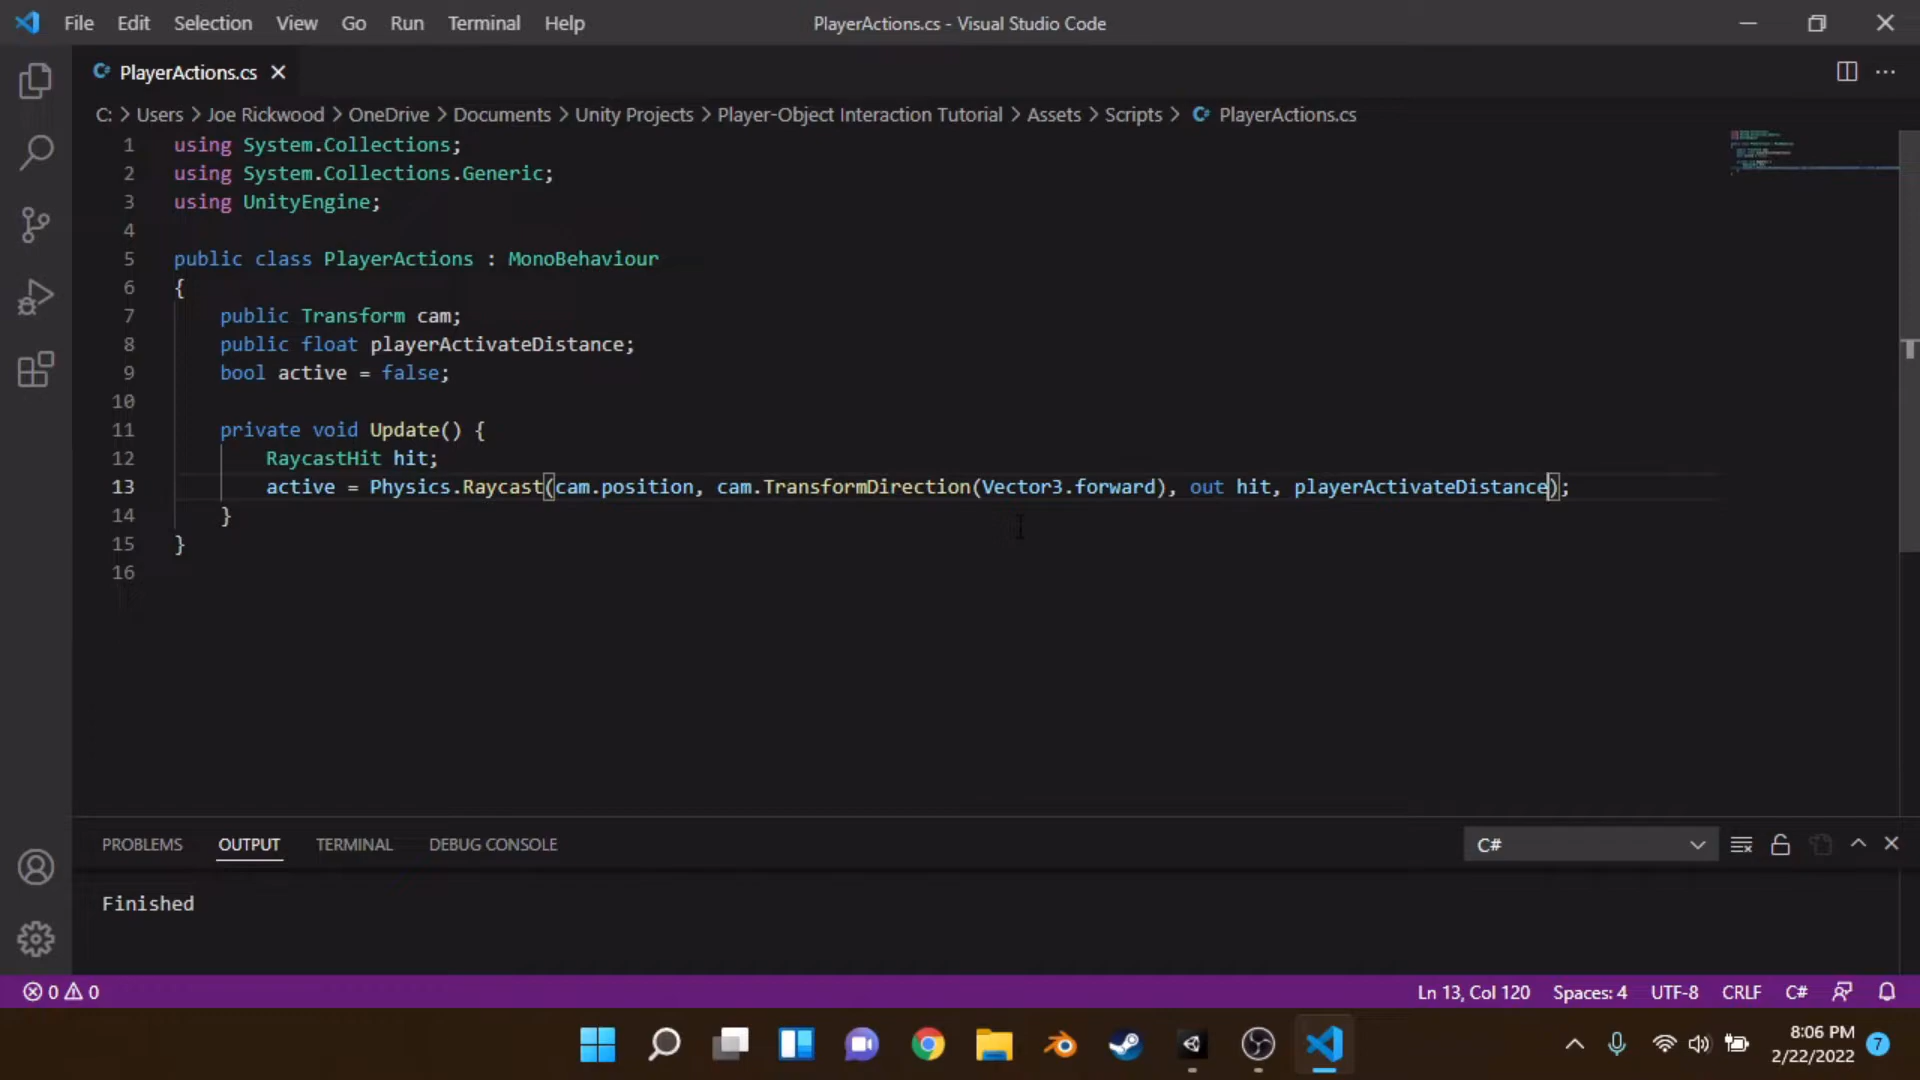 File Edit Selection View Go Run Terminal Help PlayerActions.cs - Visual Studio Code
PlayerActions.cs
C: > Users > Joe Rickwood > OneDrive > Documents > Unity Projects > Player-Object Interaction Tutorial > Assets > Scripts > PlayerActions.cs
1 using System.Collections;
2 using System.Collections.Generic;
3 using UnityEngine;
4
5 public class PlayerActions : MonoBehaviour
6 {
7 public Transform cam;
8 public float playerActivateDistance;
9 bool active = false;
10
11 private void Update() {
12 RaycastHit hit;
13 active = Physics.Raycast(cam.position, cam.TransformDirection(Vector3.forward), out hit, playerActivateDistance);
14 }
15 }
16
PROBLEMS OUTPUT TERMINAL DEBUG CONSOLE C#
Finished
0 0 Ln 13, Col 120 Spaces: 4 UTF-8 CRLF C#
8:06 PM
2/22/2022 7